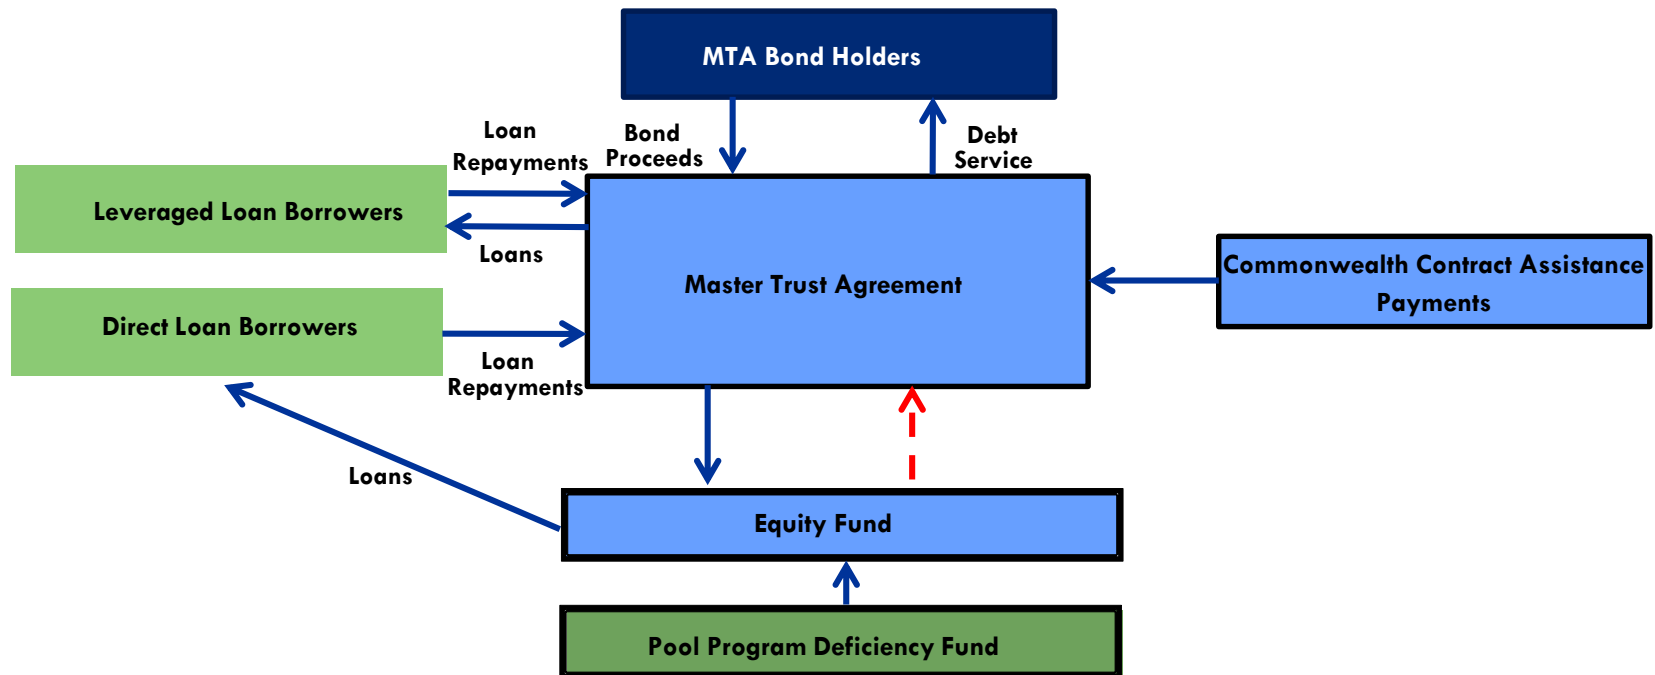 MTA Bond Holders
Loan
Repayments
Bond
Proceeds
Debt
Service
Leveraged Loan Borrowers
Loans
Master Trust Agreement
Commonwealth Contract Assistance
Payments
Direct Loan Borrowers
Loan
Repayments
Loans
Equity Fund
Pool Program Deficiency Fund